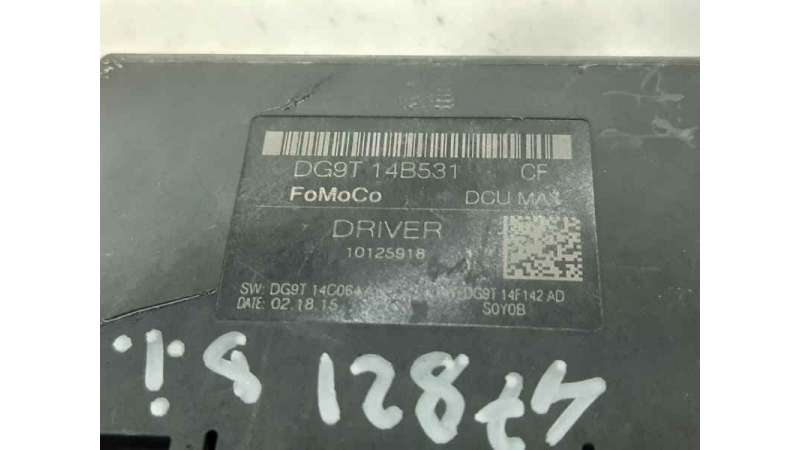 DG9T 14B531 CF
FoMoCo DCU MAX
DRIVER
10125918
SW: DG9T 14C064 DG9T 14F142 AD
DATE: 02.18.15 S0Y0B
47821